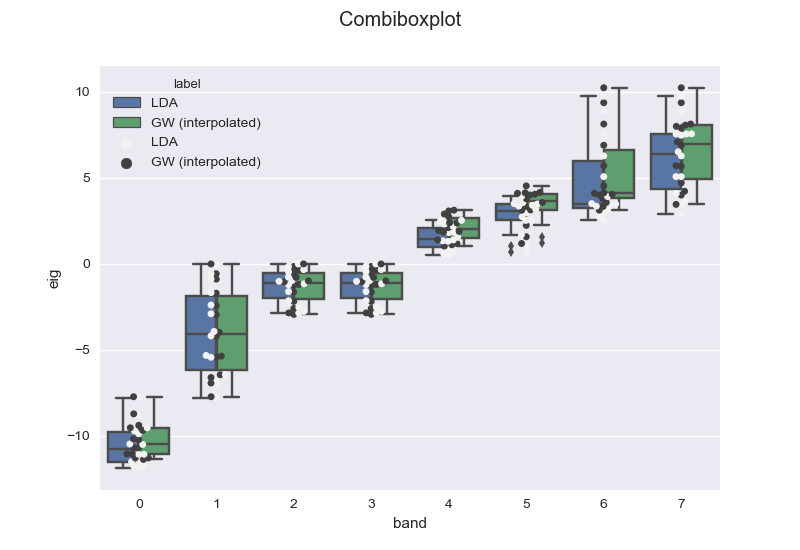 Combiboxplot
label
LDA
GW (interpolated)
LDA
GW (interpolated)
eig
10
5
0
−5
−10
0 1 2 3 4 5 6 7
band